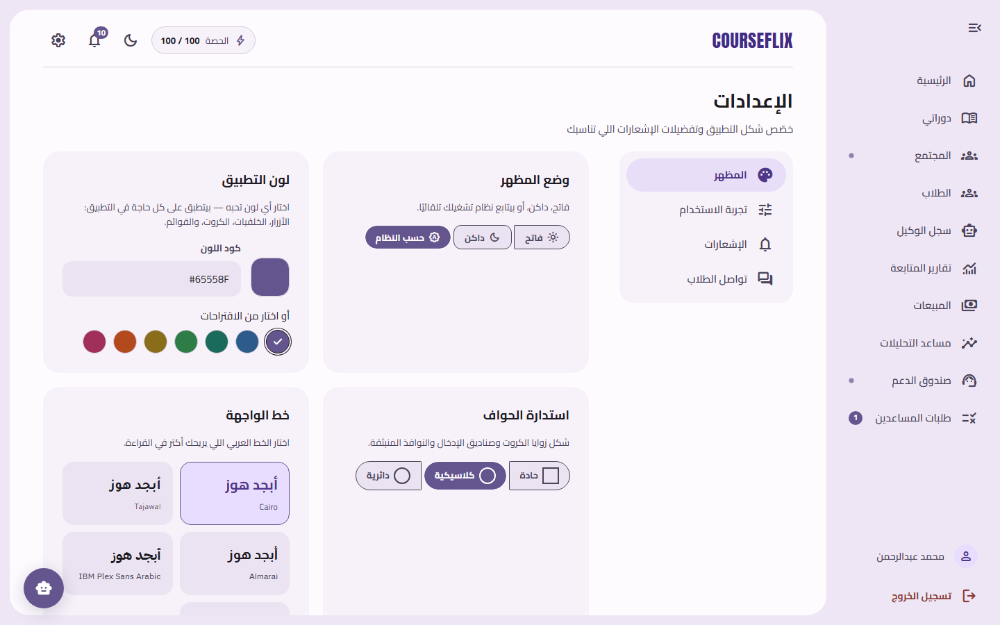 COURSEFLIX
الحصة 100 / 100
10
الرئيسية
دوراتي
المجتمع
الطلاب
سجل الوكيل
تقارير المتابعة
المبيعات
مساعد التحليلات
صندوق الدعم
طلبات المساعدين 1
محمد عبدالرحمن
تسجيل الخروج
الإعدادات
خصّص شكل التطبيق وتفضيلات الإشعارات اللي تناسبك
المظهر
تجربة الاستخدام
الإشعارات
تواصل الطلاب
وضع المظهر
فاتح، داكن، أو بيتابع نظام تشغيلك تلقائيًا.
فاتح
داكن
حسب النظام
لون التطبيق
اختار أي لون تحبه — بيتطبق على كل حاجة في التطبيق:
الأزرار، الخلفيات، الكروت، والقوائم.
كود اللون
#65558F
أو اختار من الاقتراحات
استدارة الحواف
شكل زوايا الكروت وصناديق الإدخال والنوافذ المنبثقة.
حادة
كلاسيكية
دائرية
خط الواجهة
اختار الخط العربي اللي يريحك أكتر في القراءة.
أبجد هوز
Cairo
أبجد هوز
Tajawal
أبجد هوز
Almarai
أبجد هوز
IBM Plex Sans Arabic